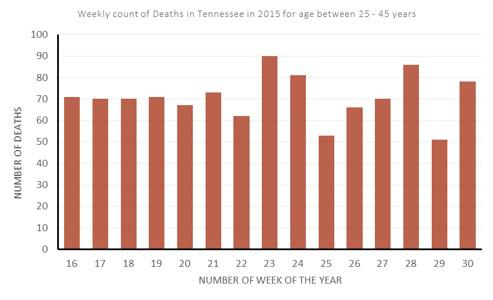 Weekly count of Deaths in Tennessee in 2015 for age between 25 - 45 years
100
90
80
70
60
50
40
30
20
10
0
NUMBER OF DEATHS
16 17 18 19 20 21 22 23 24 25 26 27 28 29 30
NUMBER OF WEEK OF THE YEAR